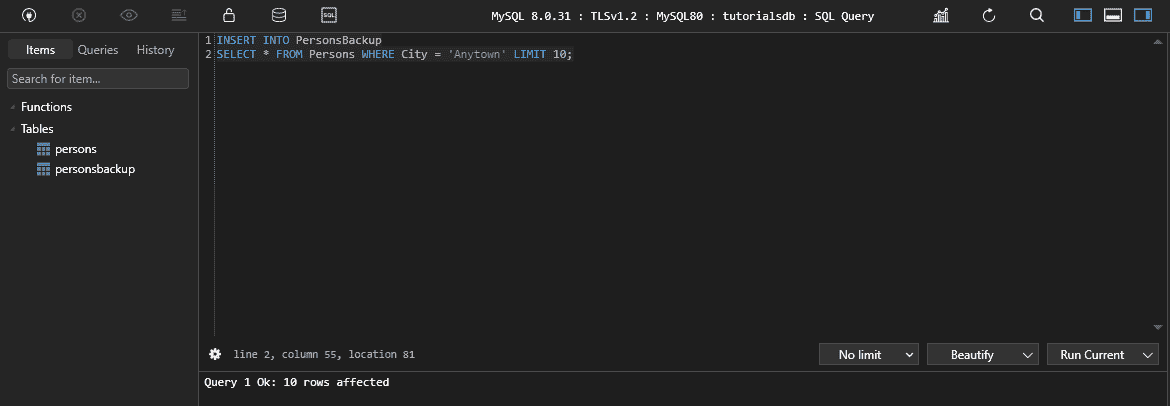 SQL
MySQL 8.0.31 : TLSv1.2 : MySQL80 : tutorialsdb : SQL Query
Items Queries History
Search for item...
Functions
Tables
persons
personsbackup
1 INSERT INTO PersonsBackup
2 SELECT * FROM Persons WHERE City = 'Anytown' LIMIT 10;
line 2, column 55, location 81
No limit Beautify Run Current
Query 1 Ok: 10 rows affected